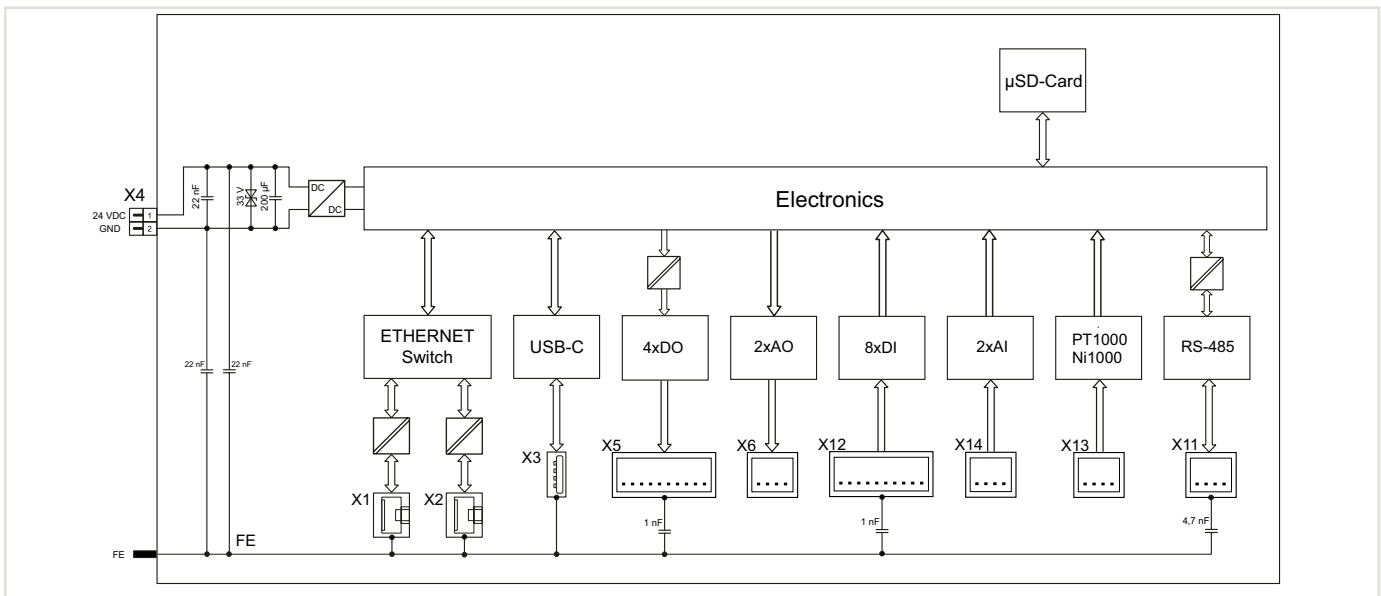 µSD-Card
Electronics
X4
24 VDC
1
GND
2
22 nF
33 V
200 µF
DC
DC
22 nF
22 nF
ETHERNET
Switch
USB-C
4xDO
2xAO
8xDI
2xAI
PT1000
Ni1000
RS-485
X1
X2
X3
X5
X6
X12
X14
X13
X11
1 nF
1 nF
4,7 nF
FE
FE